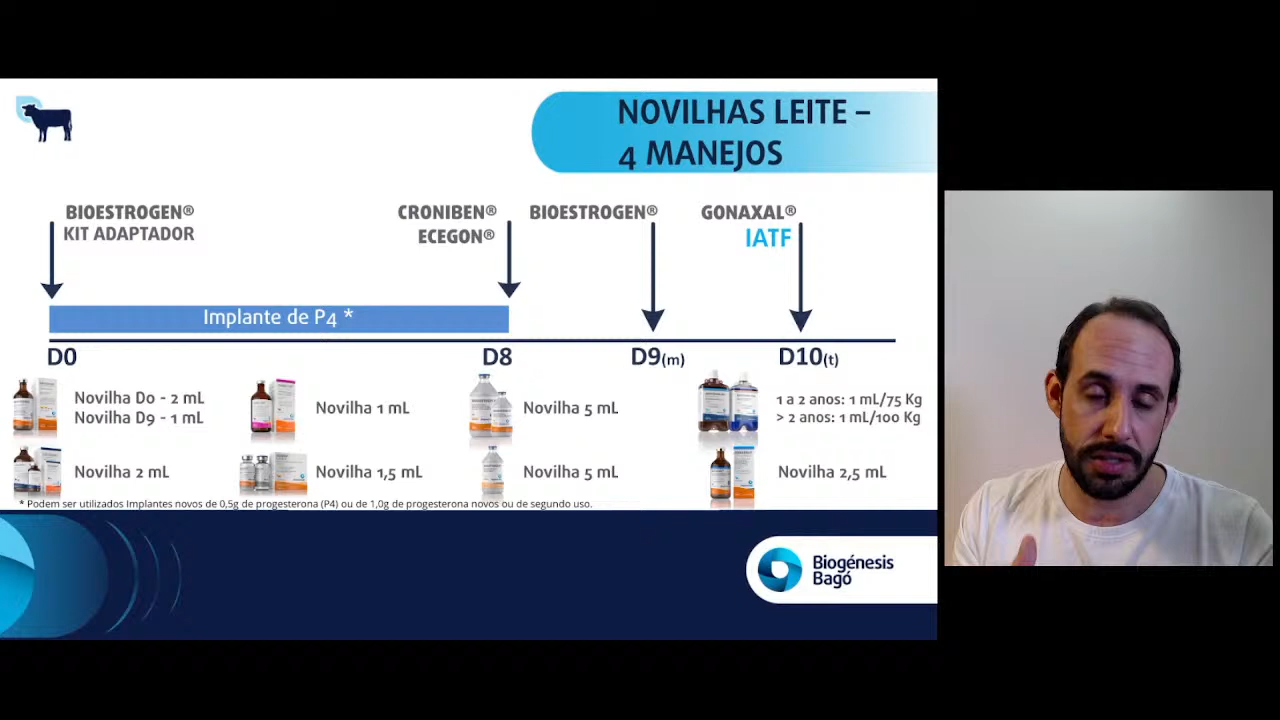 NOVILHAS LEITE –
4 MANEJOS
BIOESTROGEN®
KIT ADAPTADOR
CRONIBEN®
ECEGON®
BIOESTROGEN®
GONAXAL®
IATF
Implante de P4 *
D0
D8
D9(m)
D10(t)
Novilha D0 - 2 mL
Novilha D9 - 1 mL
Novilha 1 mL
Novilha 5 mL
1 a 2 anos: 1 mL/75 Kg
> 2 anos: 1 mL/100 Kg
Novilha 2 mL
Novilha 1,5 mL
Novilha 5 mL
Novilha 2,5 mL
* Podem ser utilizados Implantes novos de 0,5g de progesterona (P4) ou de 1,0g de progesterona novos ou de segundo uso.
Biogénesis
Bagó